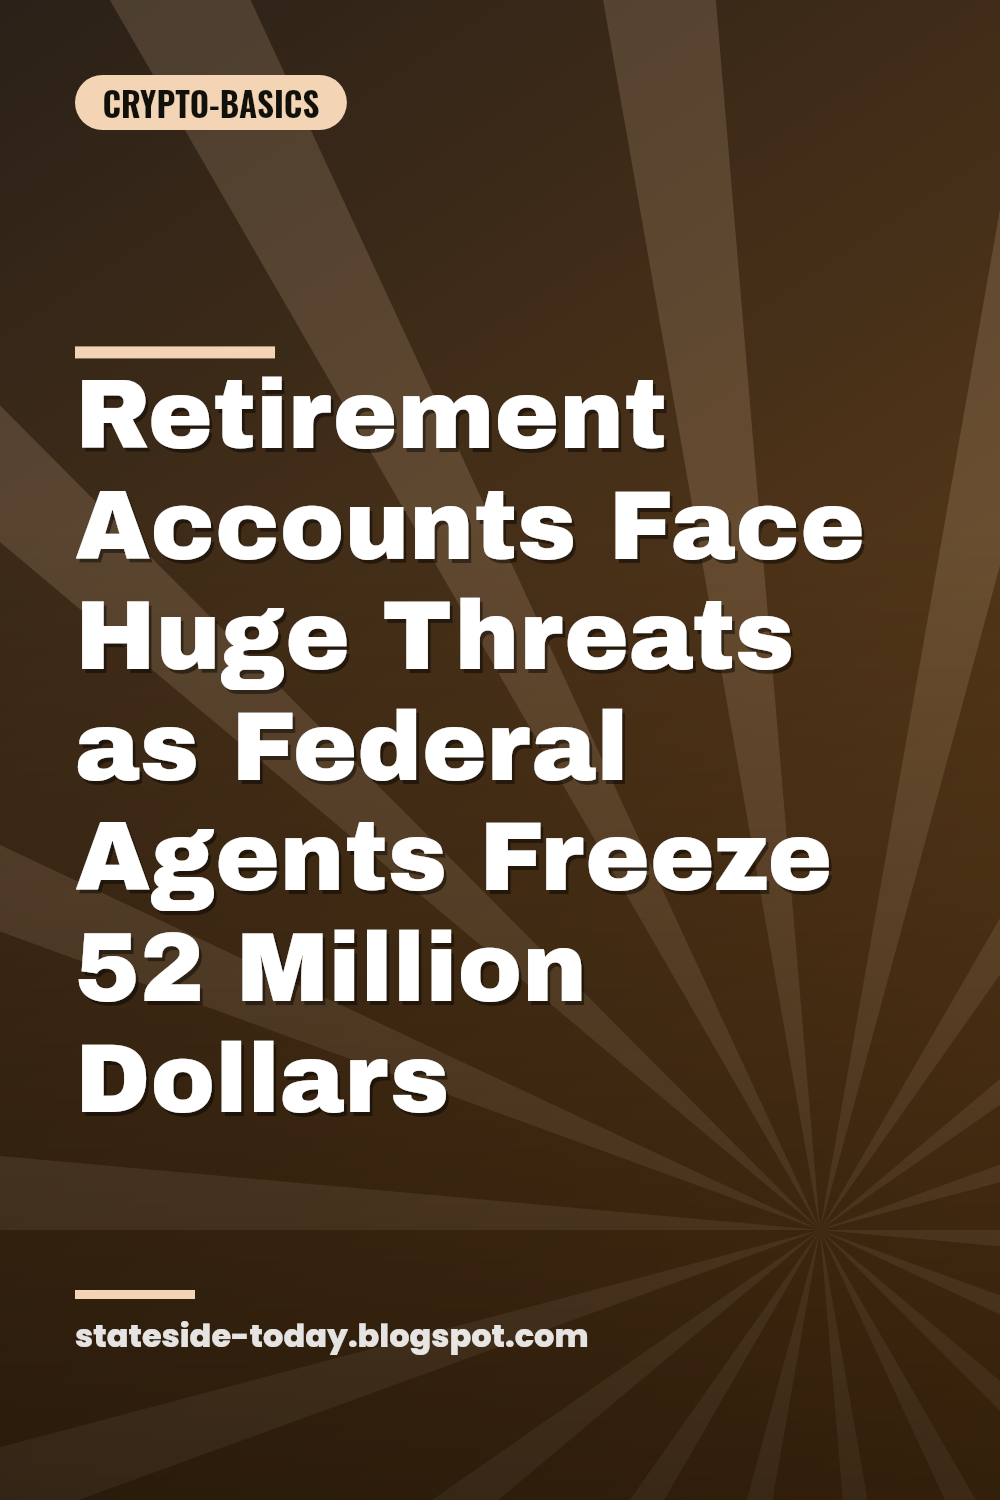 CRYPTO-BASICS
Retirement
Accounts Face
Huge Threats
as Federal
Agents Freeze
52 Million
Dollars
stateside-today.blogspot.com